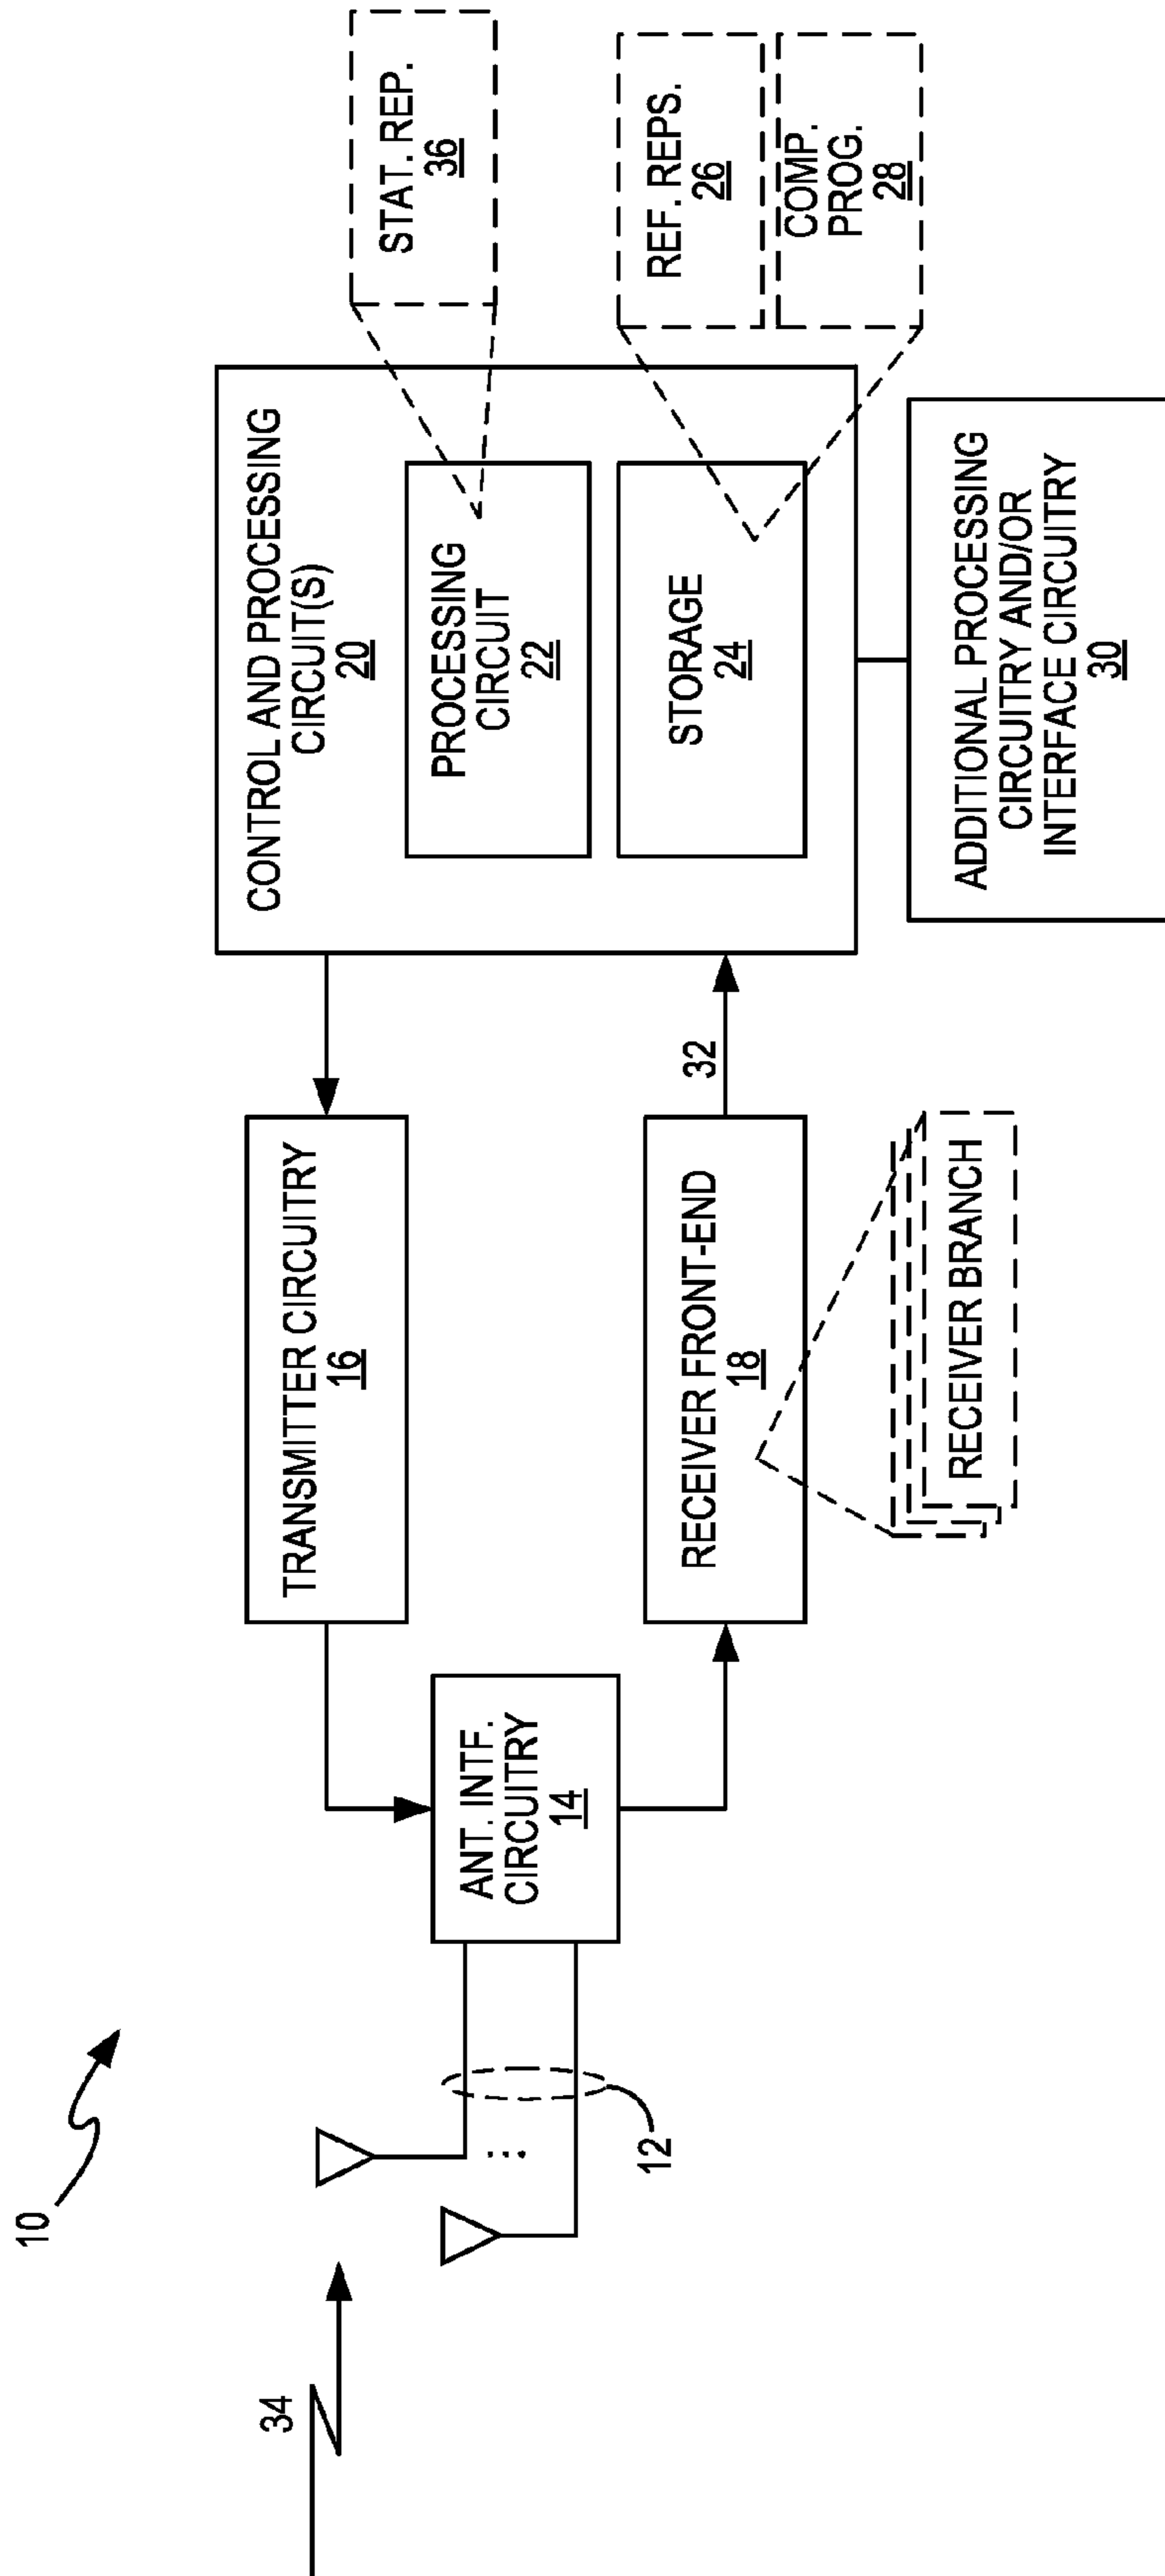 10
34
12
ANT. INTF.
CIRCUITRY
14
TRANSMITTER CIRCUITRY
16
RECEIVER FRONT-END
18
RECEIVER BRANCH
32
CONTROL AND PROCESSING
CIRCUIT(S)
20
PROCESSING
CIRCUIT
22
STORAGE
24
STAT. REP.
36
REF. REPS.
26
COMP.
PROG.
28
ADDITIONAL PROCESSING
CIRCUITRY AND/OR
INTERFACE CIRCUITRY
30